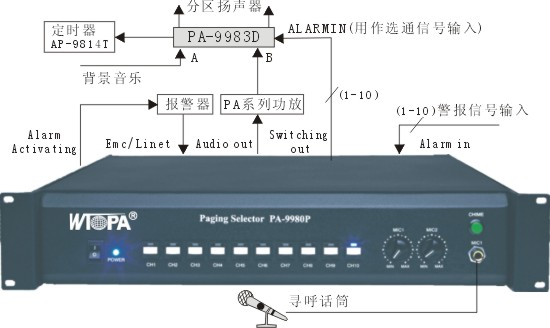 分区扬声器
定时器
AP-9814T
PA-9983D
ALARMIN(用作选通信号输入)
A
B
背景音乐
(1-10)
报警器
PA系列功放
(1-10)警报信号输入
Alarm
Activating
Emc/Linet
Audio out
Switching
out
Alarm in
WTOPA®
Paging Selector PA-9980P
CHIME
MIC1
MIC2
MIC1
POWER
CH1
CH2
CH3
CH4
CH5
CH6
CH7
CH8
CH9
CH10
MIN
MAX
MIN
MAX
寻呼话筒